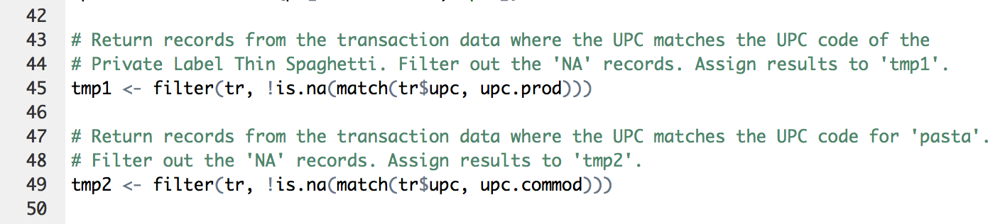 42
43 # Return records from the transaction data where the UPC matches the UPC code of the
44 # Private Label Thin Spaghetti. Filter out the 'NA' records. Assign results to 'tmp1'.
45 tmp1 <- filter(tr, !is.na(match(tr$upc, upc.prod)))
46
47 # Return records from the transaction data where the UPC matches the UPC code for 'pasta'.
48 # Filter out the 'NA' records. Assign results to 'tmp2'.
49 tmp2 <- filter(tr, !is.na(match(tr$upc, upc.commod)))
50